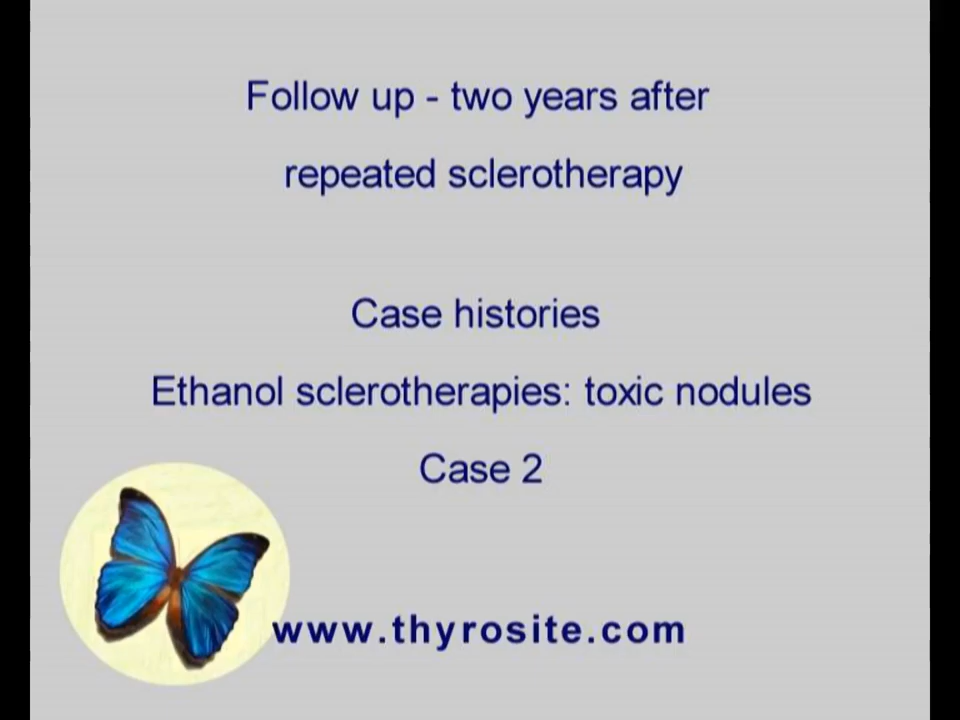 Follow up - two years after
repeated sclerotherapy
Case histories
Ethanol sclerotherapies: toxic nodules
Case 2
www.thyrosite.com